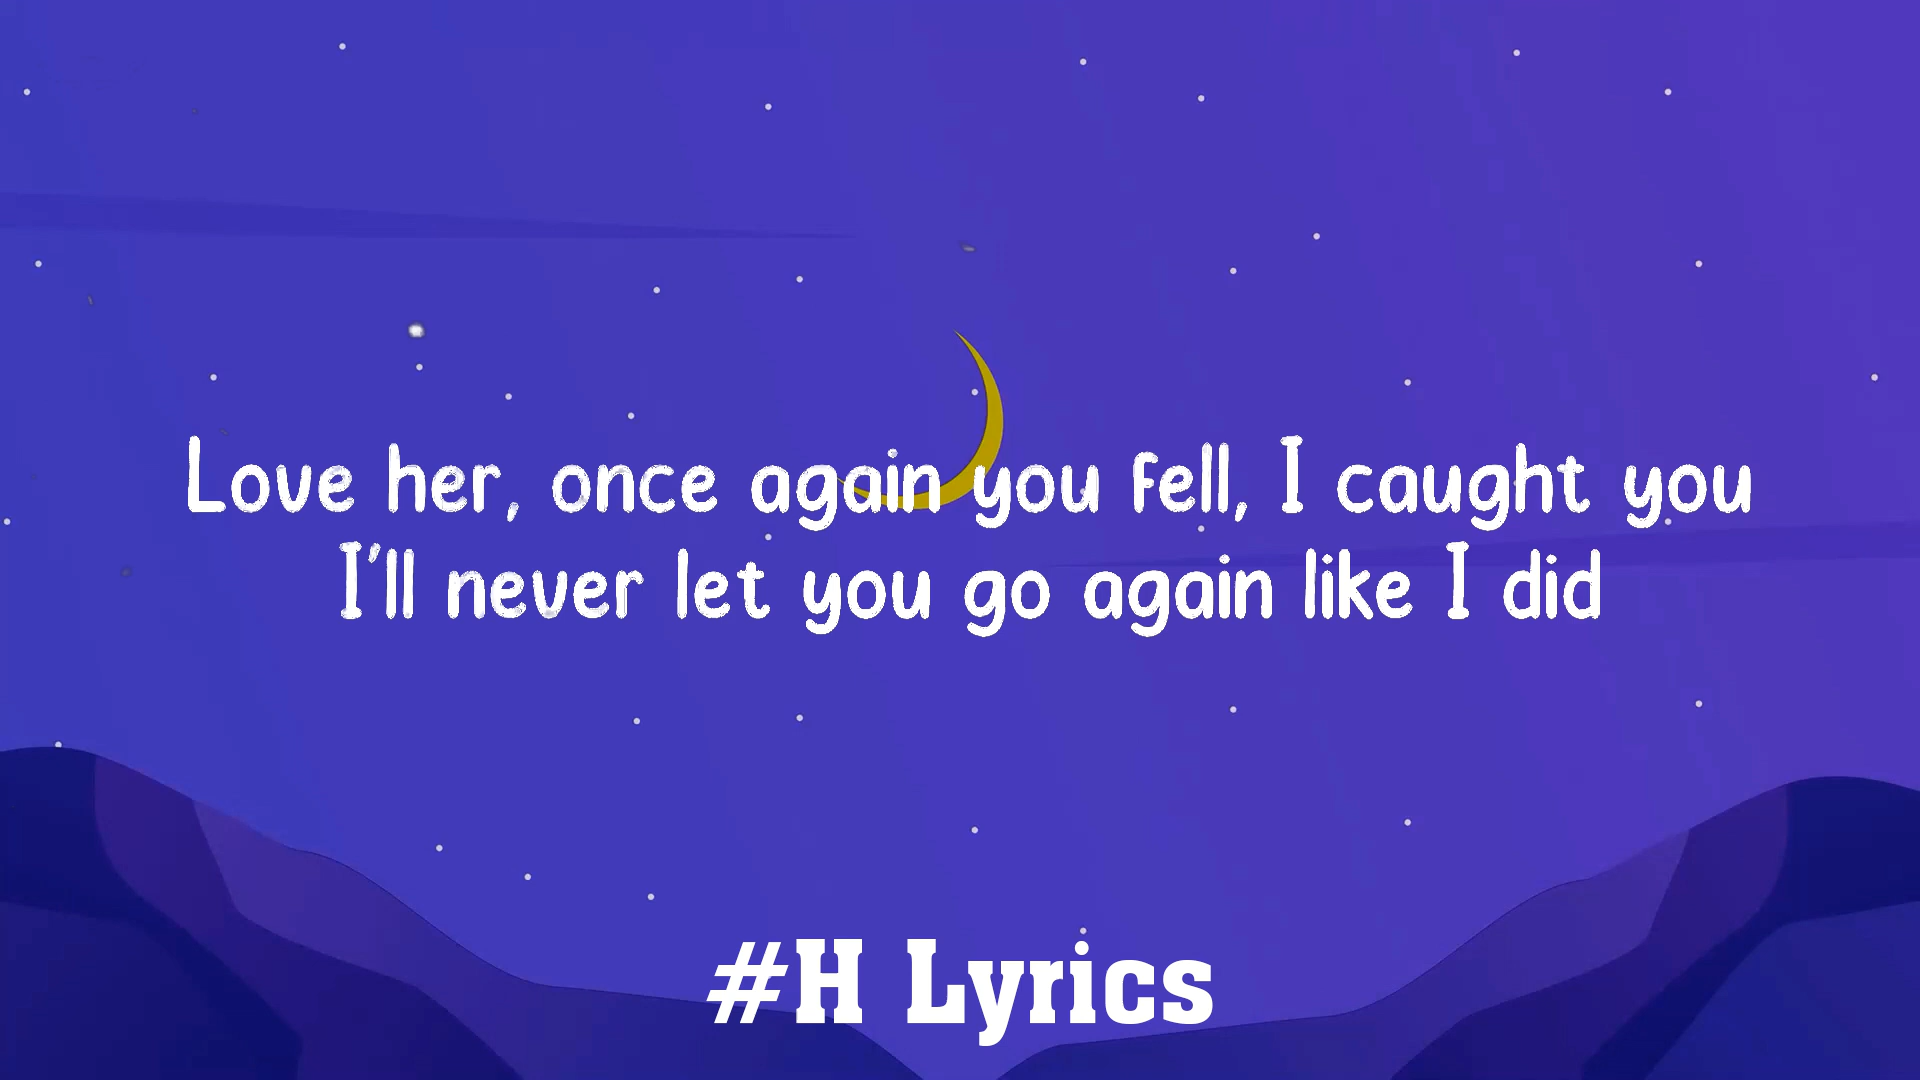 Love her, once again you fell, I caught you
I'll never let you go again like I did
#H Lyrics